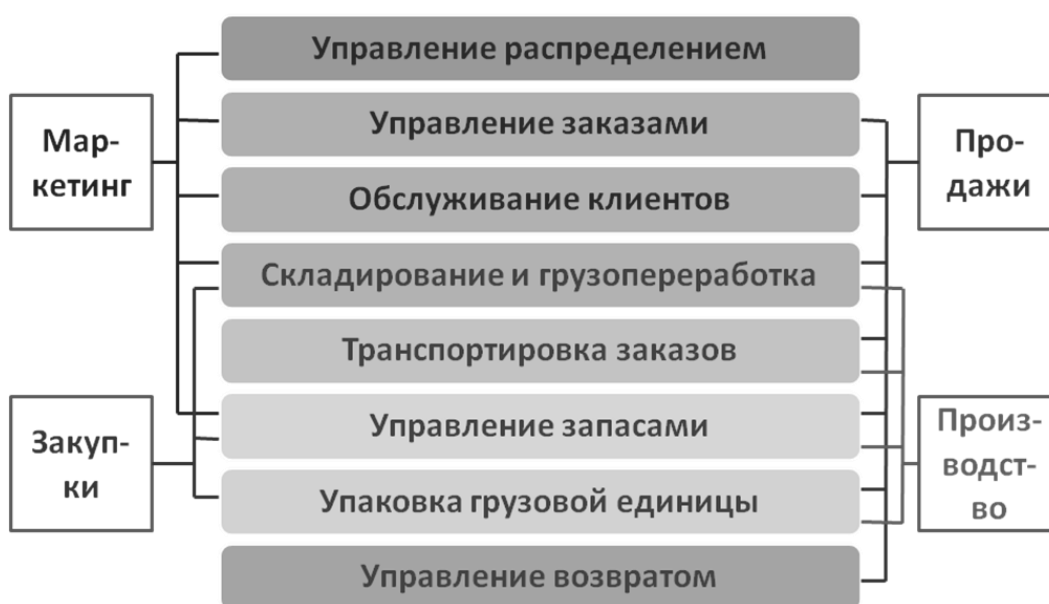 Управление распределением
Управление заказами
Мар-
кетинг
Про-
дажи
Обслуживание клиентов
Складирование и грузопереработка
Транспортировка заказов
Управление запасами
Закуп-
ки
Произ-
водст-
во
Упаковка грузовой единицы
Управление возвратом